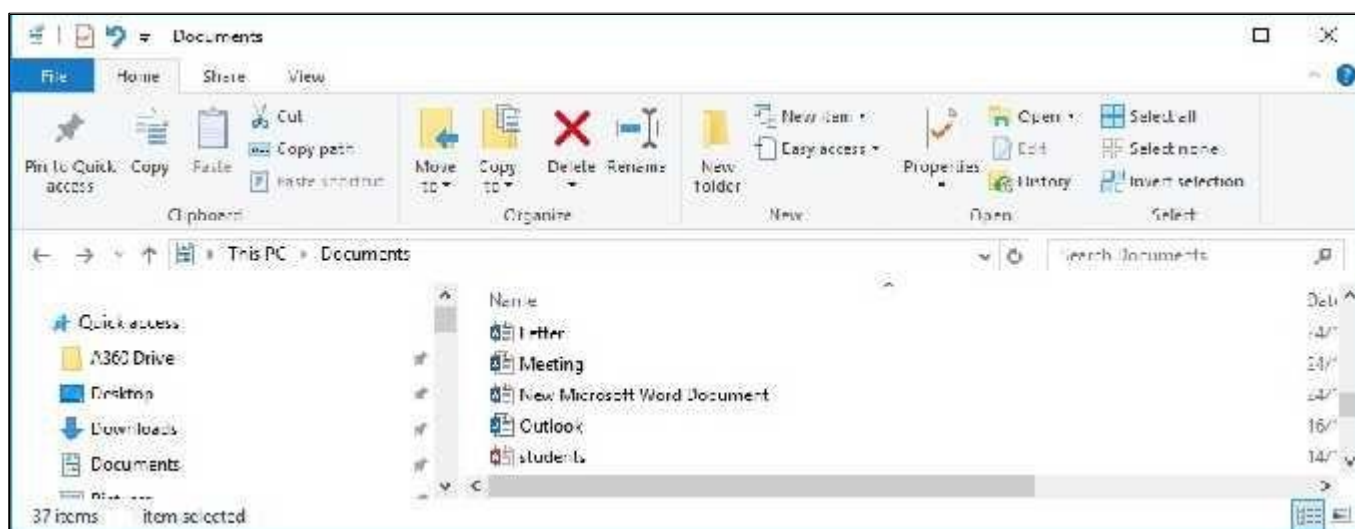 Documents
File Home Share View
Pin to Quick access
Copy
Paste
Cut
Copy path
Paste shortcut
Clipboard
Move to
Copy to
Delete
Rename
Organize
New folder
New item
Easy access
New
Properties
Open
Edit
History
Open
Select all
Select none
Invert selection
Select
This PC Documents
Search Documents
Quick access
A360 Drive
Desktop
Downloads
Documents
Pictures
Name
Letter
Meeting
New Microsoft Word Document
Outlook
students
37 items item selected